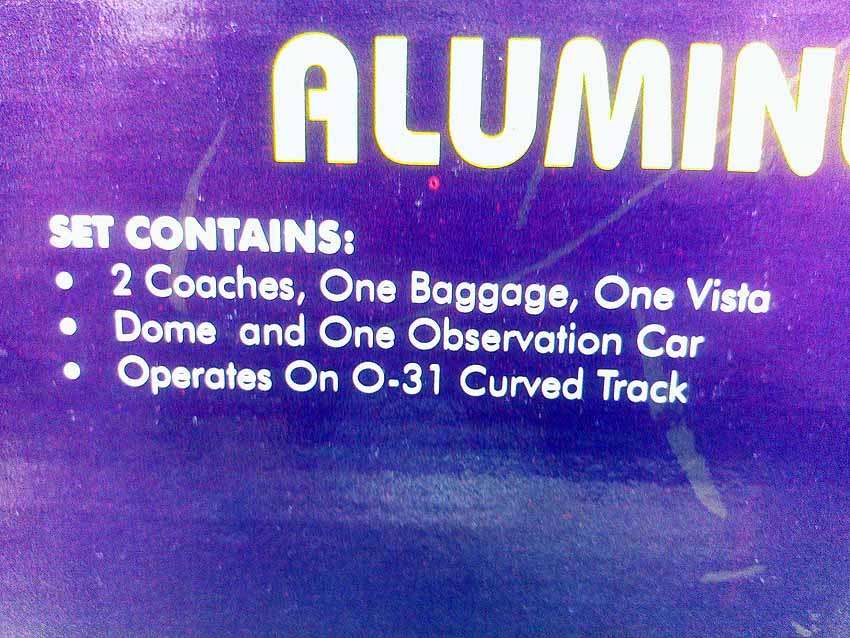 ALUMIN
SET CONTAINS:
• 2 Coaches, One Baggage, One Vista
• Dome and One Observation Car
• Operates On O-31 Curved Track